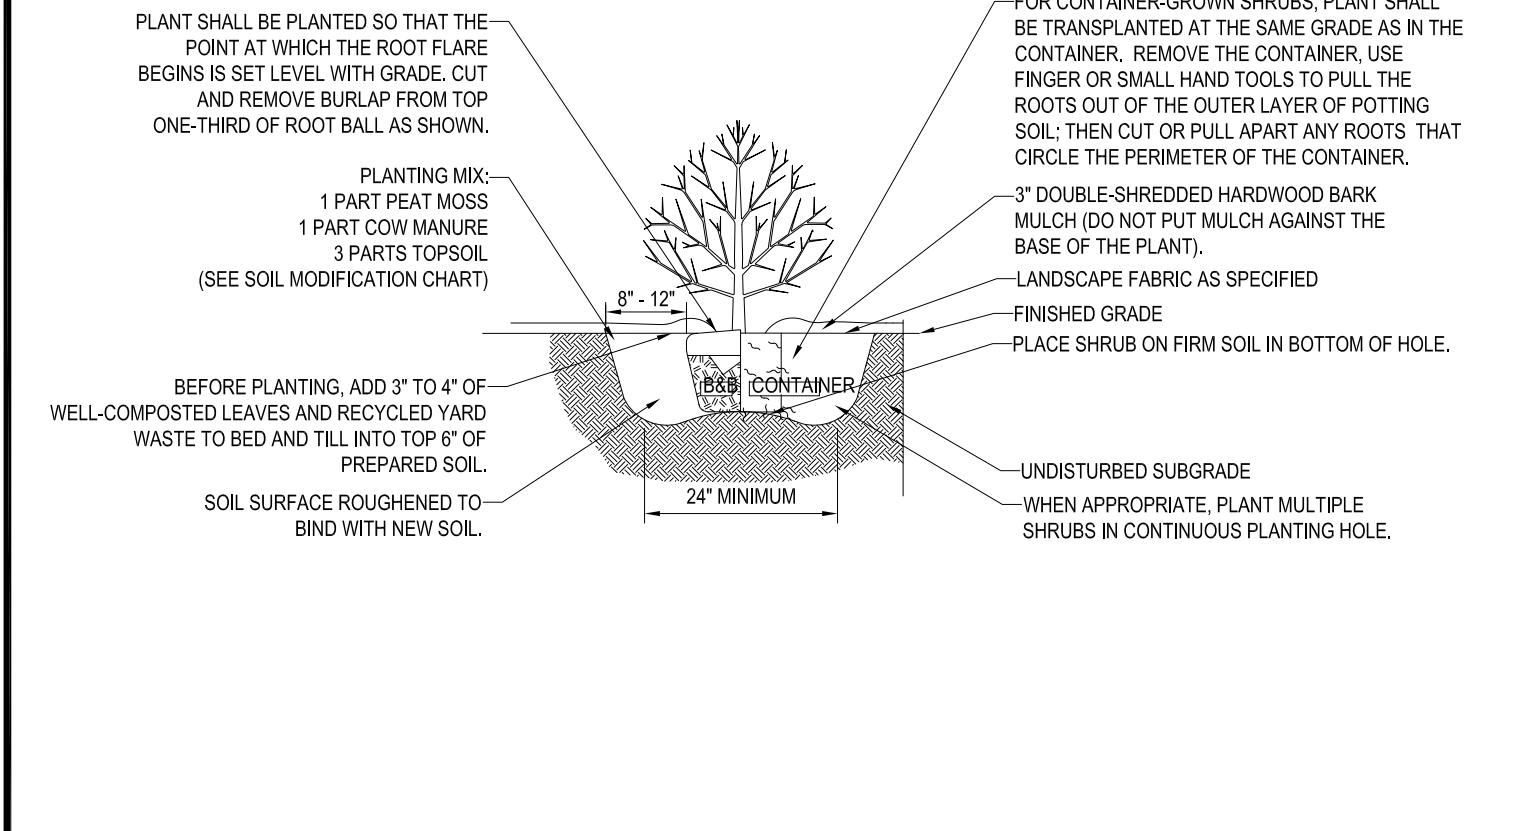 PLANT SHALL BE PLANTED SO THAT THE
POINT AT WHICH THE ROOT FLARE
BEGINS IS SET LEVEL WITH GRADE. CUT
AND REMOVE BURLAP FROM TOP
ONE-THIRD OF ROOT BALL AS SHOWN.
PLANTING MIX:
1 PART PEAT MOSS
1 PART COW MANURE
3 PARTS TOPSOIL
(SEE SOIL MODIFICATION CHART)
8" - 12"
BEFORE PLANTING, ADD 3" TO 4" OF
WELL-COMPOSTED LEAVES AND RECYCLED YARD
WASTE TO BED AND TILL INTO TOP 6" OF
PREPARED SOIL.
SOIL SURFACE ROUGHENED TO
BIND WITH NEW SOIL.
B&B CONTAINER
24" MINIMUM
FOR CONTAINER-GROWN SHRUBS, PLANT SHALL
BE TRANSPLANTED AT THE SAME GRADE AS IN THE
CONTAINER. REMOVE THE CONTAINER, USE
FINGER OR SMALL HAND TOOLS TO PULL THE
ROOTS OUT OF THE OUTER LAYER OF POTTING
SOIL; THEN CUT OR PULL APART ANY ROOTS THAT
CIRCLE THE PERIMETER OF THE CONTAINER.
3" DOUBLE-SHREDDED HARDWOOD BARK
MULCH (DO NOT PUT MULCH AGAINST THE
BASE OF THE PLANT).
LANDSCAPE FABRIC AS SPECIFIED
FINISHED GRADE
PLACE SHRUB ON FIRM SOIL IN BOTTOM OF HOLE.
UNDISTURBED SUBGRADE
WHEN APPROPRIATE, PLANT MULTIPLE
SHRUBS IN CONTINUOUS PLANTING HOLE.